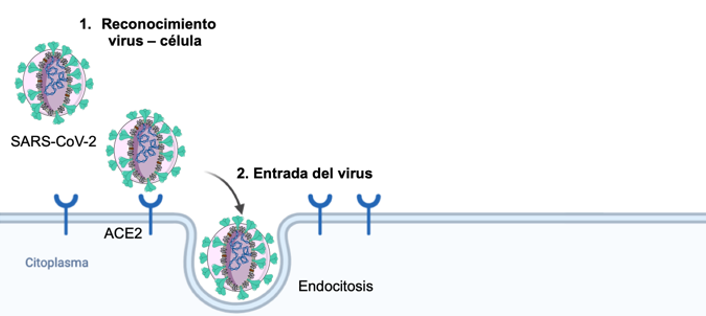 1. Reconocimiento
virus – célula
SARS-CoV-2
2. Entrada del virus
ACE2
Citoplasma
Endocitosis